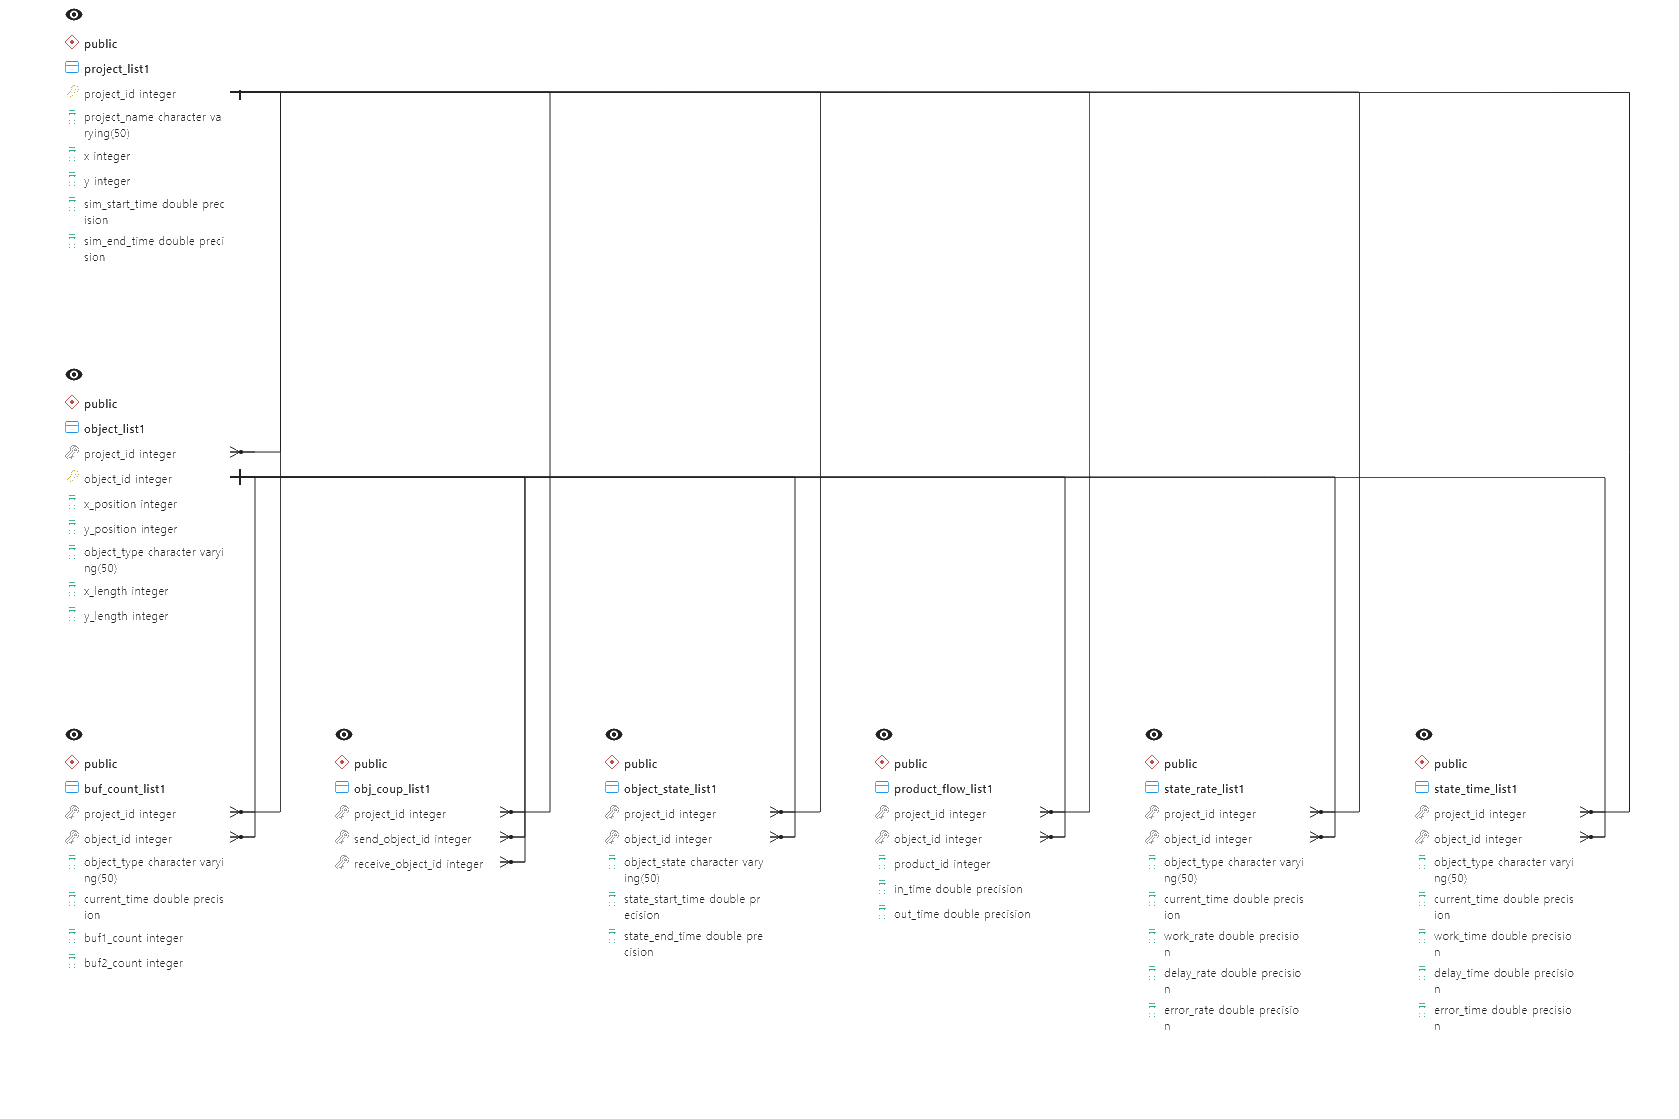 public
project_list1
project_id integer
project_name character va
rying(50)
x integer
y integer
sim_start_time double prec
ision
sim_end_time double preci
sion
public
object_list1
project_id integer
object_id integer
x_position integer
y_position integer
object_type character varyi
ng(50)
x_length integer
y_length integer
public
buf_count_list1
project_id integer
object_id integer
object_type character varyi
ng(50)
current_time double precis
ion
buf1_count integer
buf2_count integer
public
obj_coup_list1
project_id integer
send_object_id integer
receive_object_id integer
public
object_state_list1
project_id integer
object_id integer
object_state character vary
ing(50)
state_start_time double pr
ecision
state_end_time double pre
cision
public
product_flow_list1
project_id integer
object_id integer
product_id integer
in_time double precision
out_time double precision
public
state_rate_list1
project_id integer
object_id integer
object_type character varyi
ng(50)
current_time double precis
ion
work_rate double precisio
n
delay_rate double precisio
n
error_rate double precisio
n
public
state_time_list1
project_id integer
object_id integer
object_type character varyi
ng(50)
current_time double precis
ion
work_time double precisio
n
delay_time double precisio
n
error_time double precisio
n